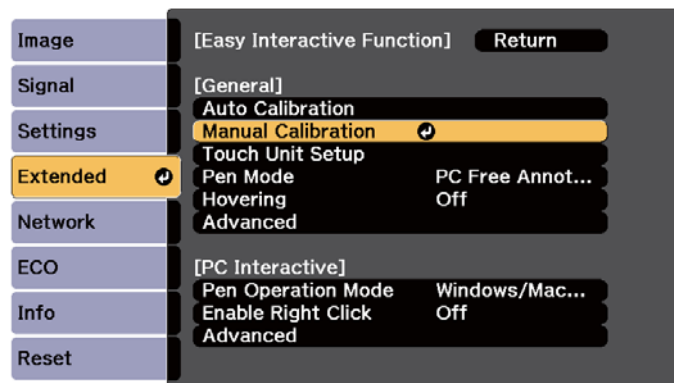 Image
Signal
Settings
Extended
Network
ECO
Info
Reset
[Easy Interactive Function] Return
[General]
Auto Calibration
Manual Calibration
Touch Unit Setup
Pen Mode PC Free Annot...
Hovering Off
Advanced
[PC Interactive]
Pen Operation Mode Windows/Mac...
Enable Right Click Off
Advanced